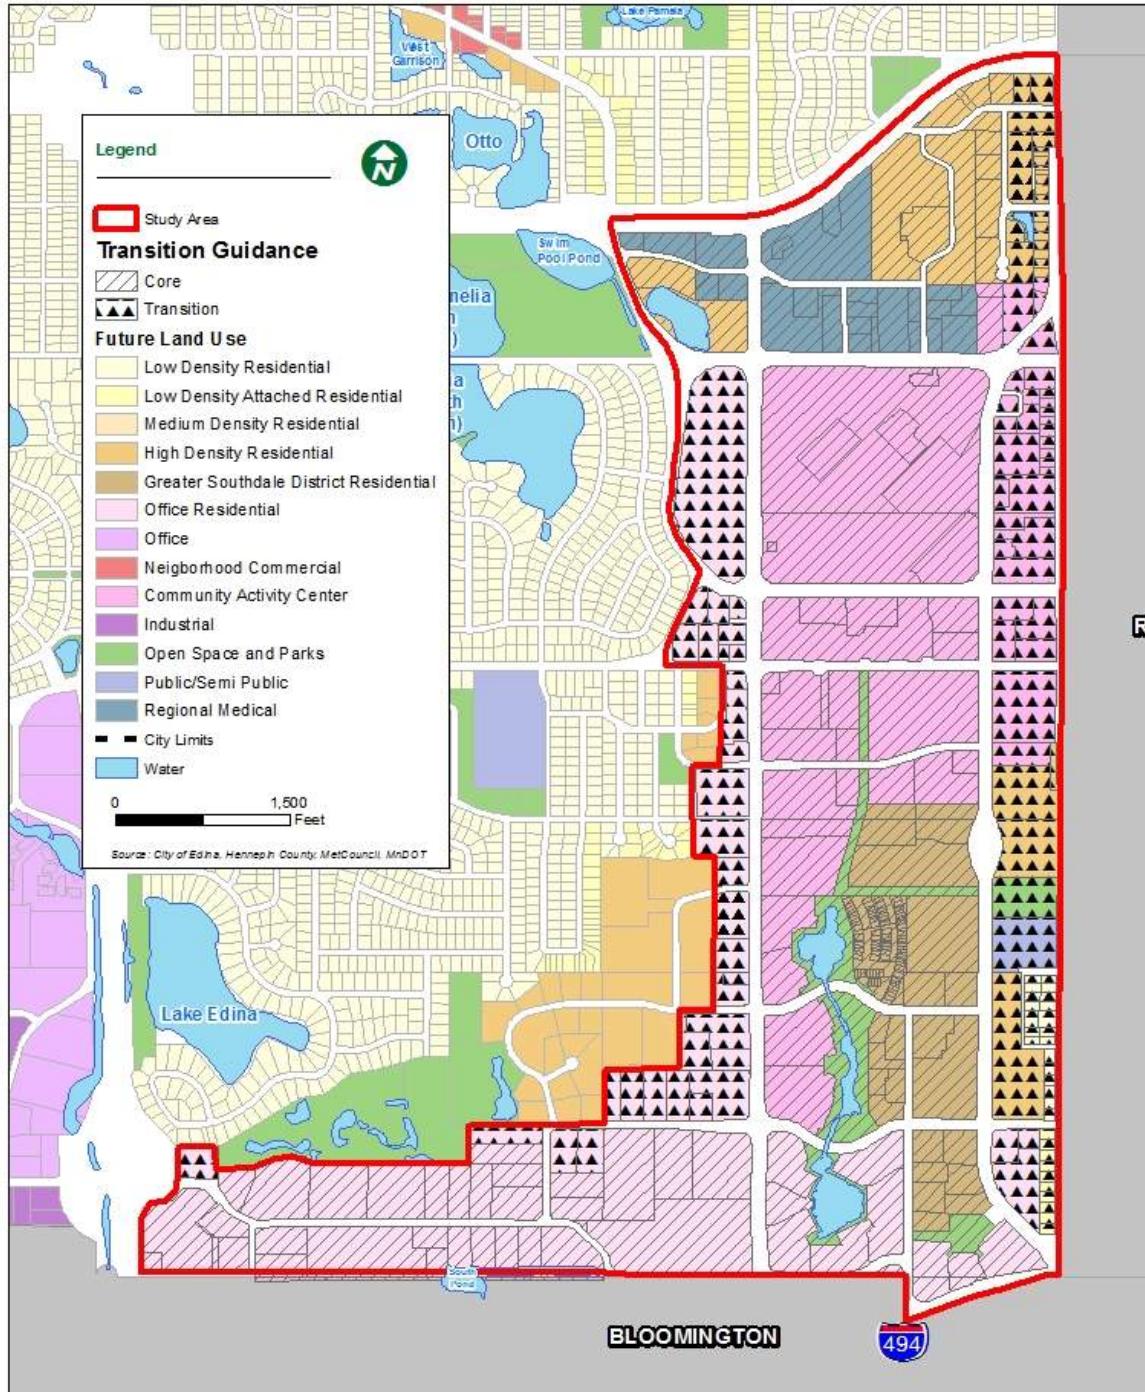 Lake Pamela
West
Garrison
Legend
N
Otto
Study Area
Transition Guidance
Core
Transition
Future Land Use
Low Density Residential
Low Density Attached Residential
Medium Density Residential
High Density Residential
Greater Southdale District Residential
Office Residential
Office
Neigborhood Commercial
Community Activity Center
Industrial
Open Space and Parks
Public/Semi Public
Regional Medical
City Limits
Water
0 1,500
Feet
Source: City of Edina, Hennepin County, MetCouncil, MnDOT
Swim
Pool Pond
nelia
h
)
a
th
h)
R
Lake Edina
South
Pond
BLOOMINGTON
494